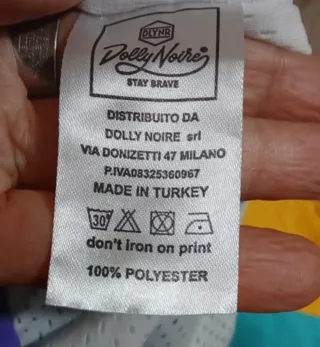 DLYNR
Dolly Noire
STAY BRAVE
DISTRIBUITO DA
DOLLY NOIRE srl
VIA DONIZETTI 47 MILANO
P.IVA08325360967
MADE IN TURKEY
30°
don't iron on print
100% POLYESTER